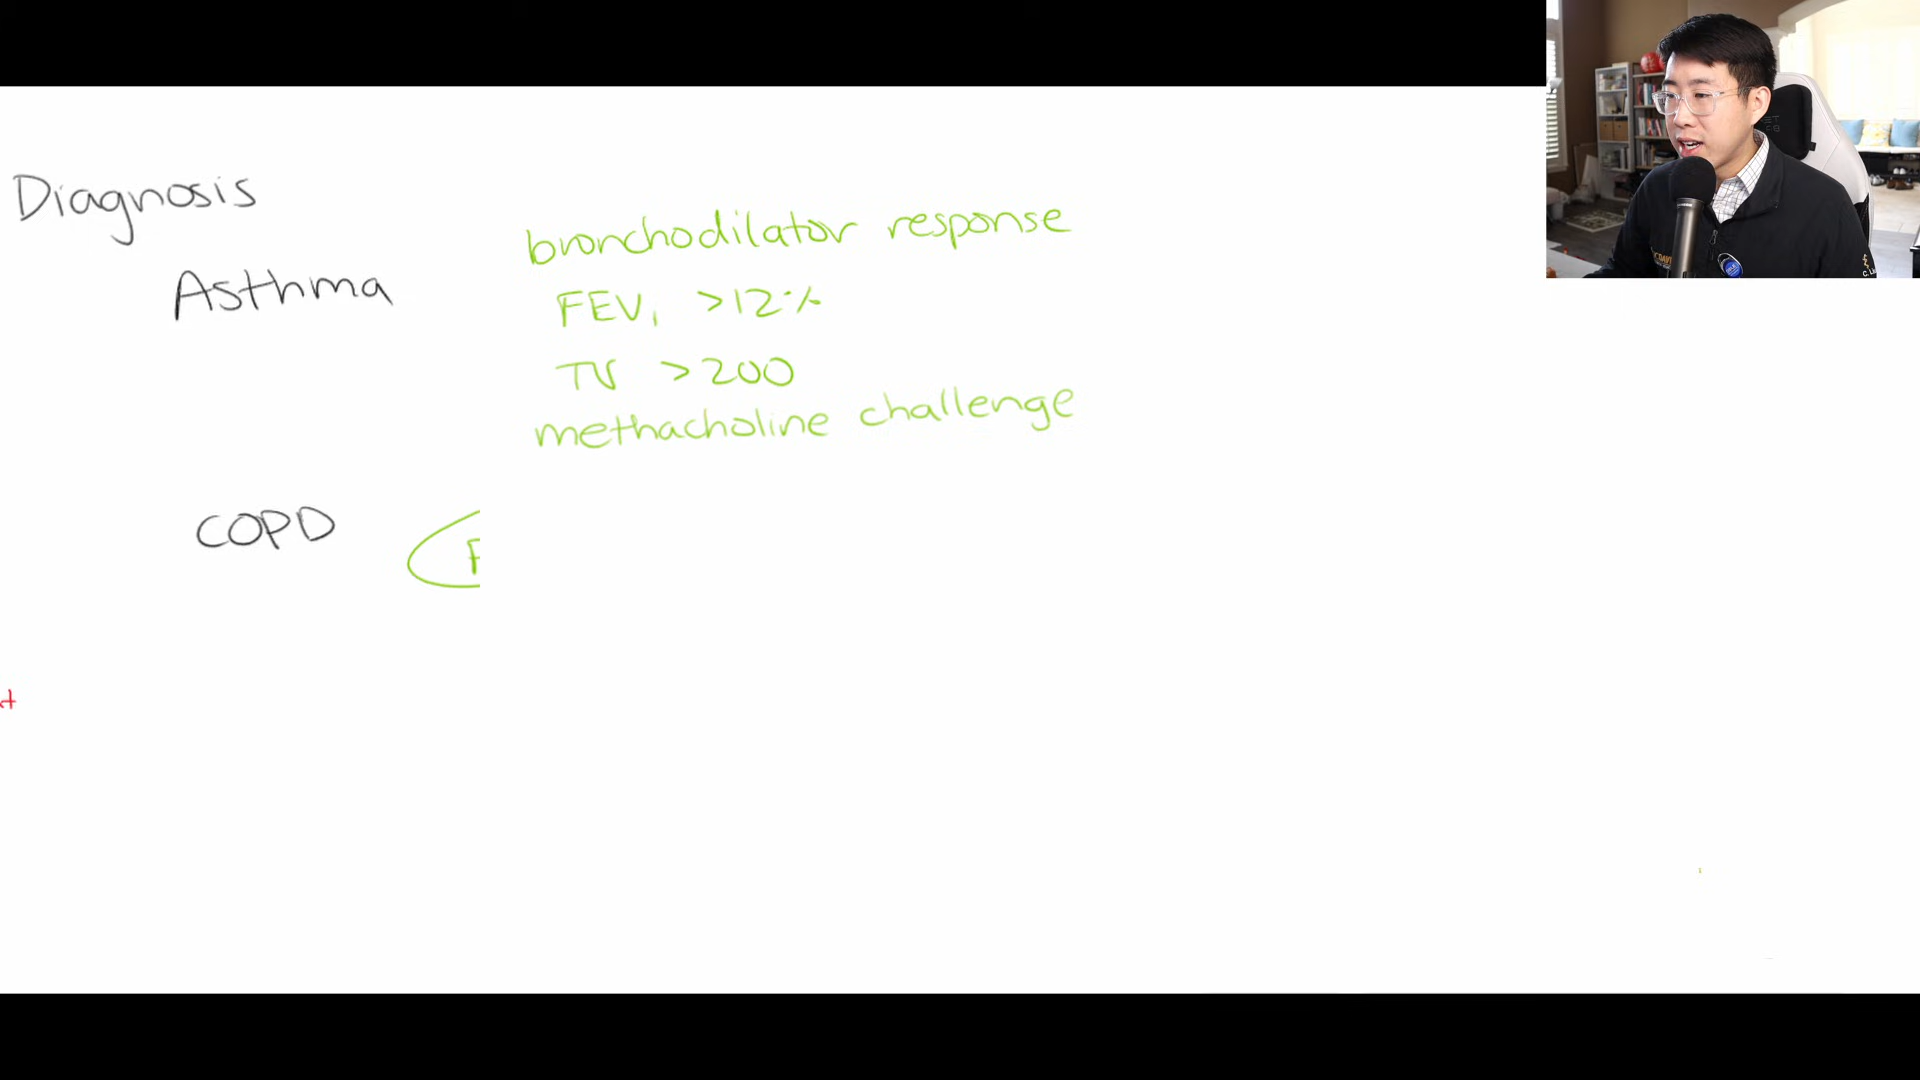 Diagnosis
bronchodilator response
Asthma
FEV₁ >12%
TV >200
methacholine challenge
COPD